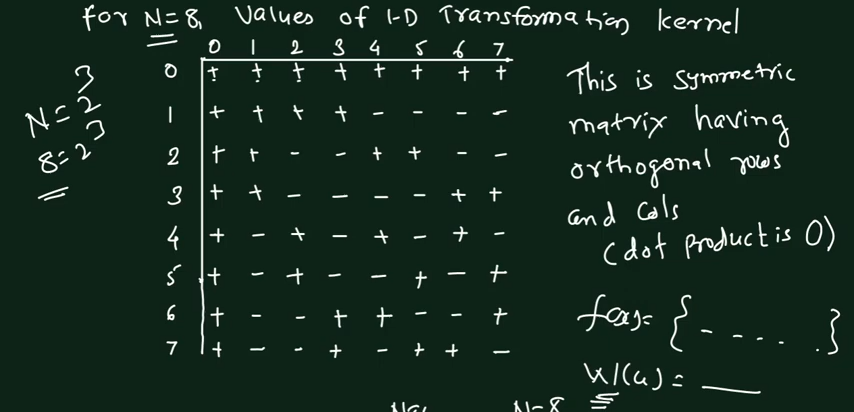 for N=8, Values of 1-D Transformation kernel
0 1 2 3 4 5 6 7
0 + + + + + + + +
1 + + + + - - - -
2 + + - - + + - -
3 + + - - - - + +
4 + - + - + - + -
5 + - + - - + - +
6 + - - + + - - +
7 + - - + - + + -
N=2^3
8=2^3
This is symmetric
matrix having
orthogonal rows
and Cols
(dot product is 0)
f(x)= { - - - - - . }
W(u) = ___
N=8